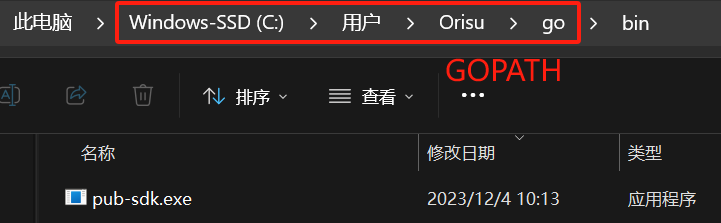 此电脑 > Windows-SSD (C:) > 用户 > Orisu > go > bin
GOPATH
排序 查看 ...
名称 修改日期 类型
pub-sdk.exe 2023/12/4 10:13 应用程序